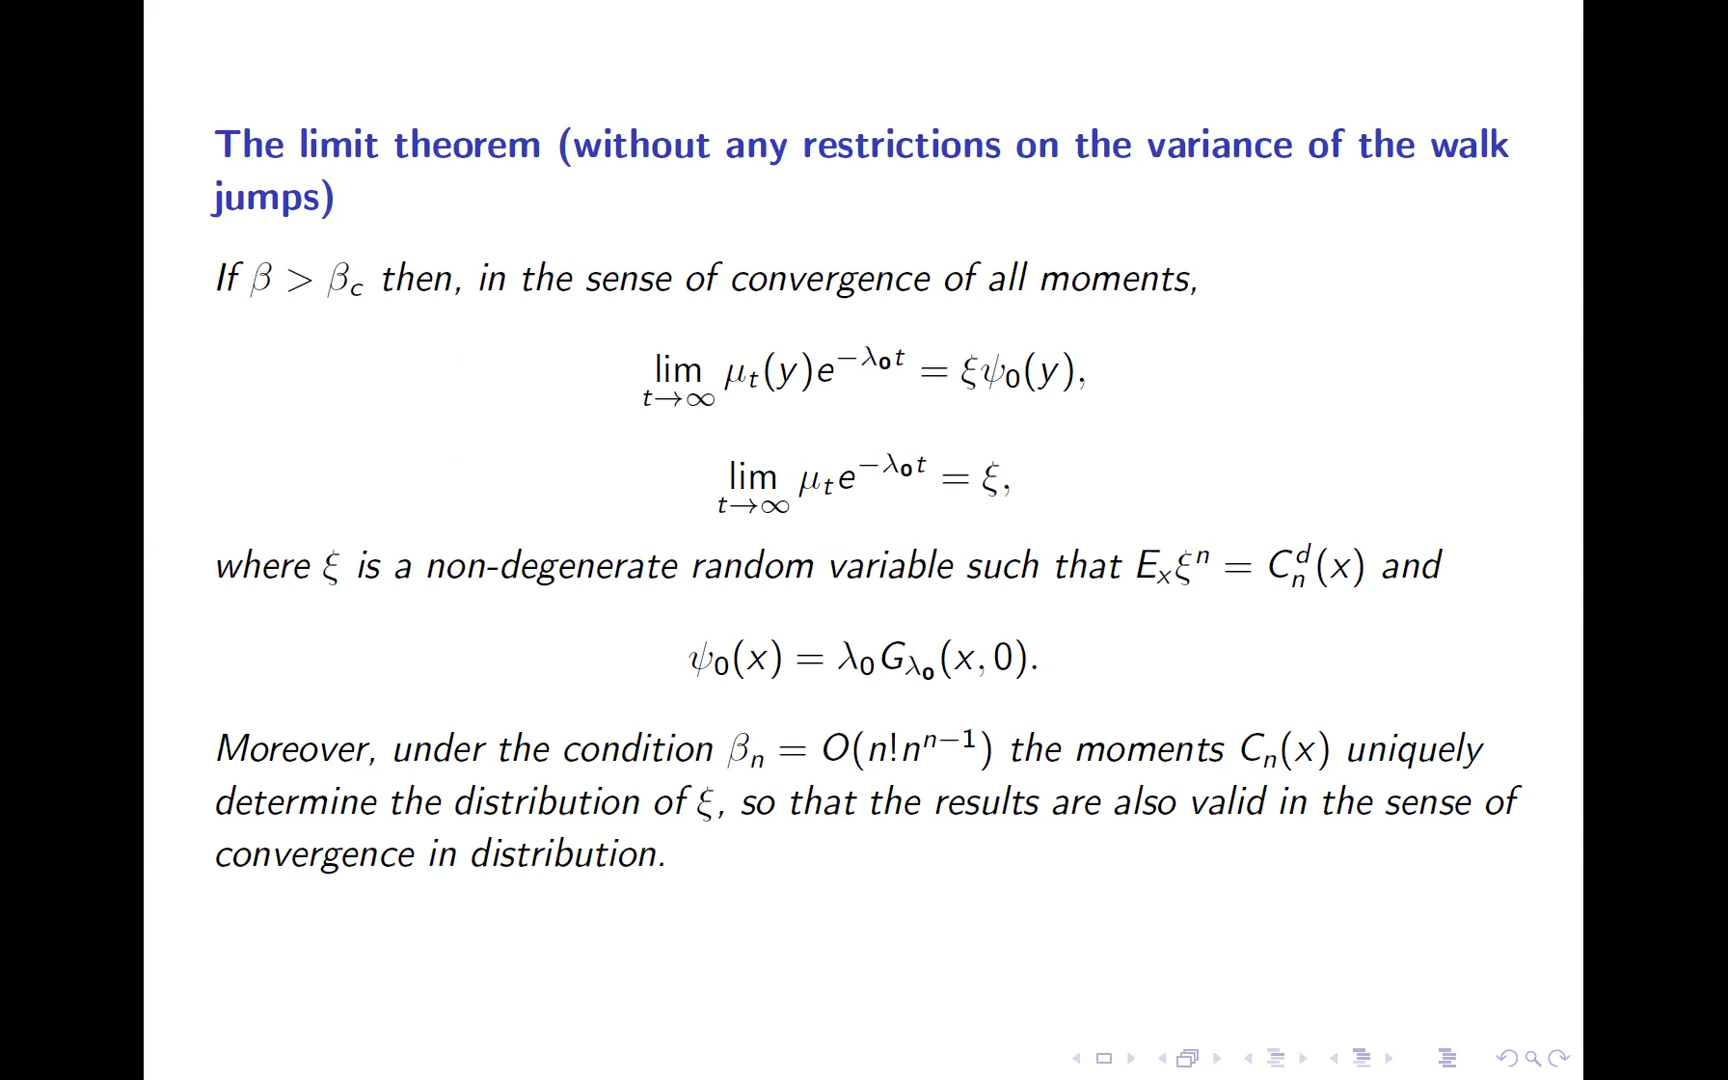 The limit theorem (without any restrictions on the variance of the walk
jumps)
If β > β_c then, in the sense of convergence of all moments,
lim_{t→∞} μ_t(y)e^{−λ_0 t} = ξψ_0(y),
lim_{t→∞} μ_t e^{−λ_0 t} = ξ,
where ξ is a non-degenerate random variable such that E_x ξ^n = C_n^d(x) and
ψ_0(x) = λ_0 G_{λ_0}(x, 0).
Moreover, under the condition β_n = O(n!n^{n−1}) the moments C_n(x) uniquely
determine the distribution of ξ, so that the results are also valid in the sense of
convergence in distribution.